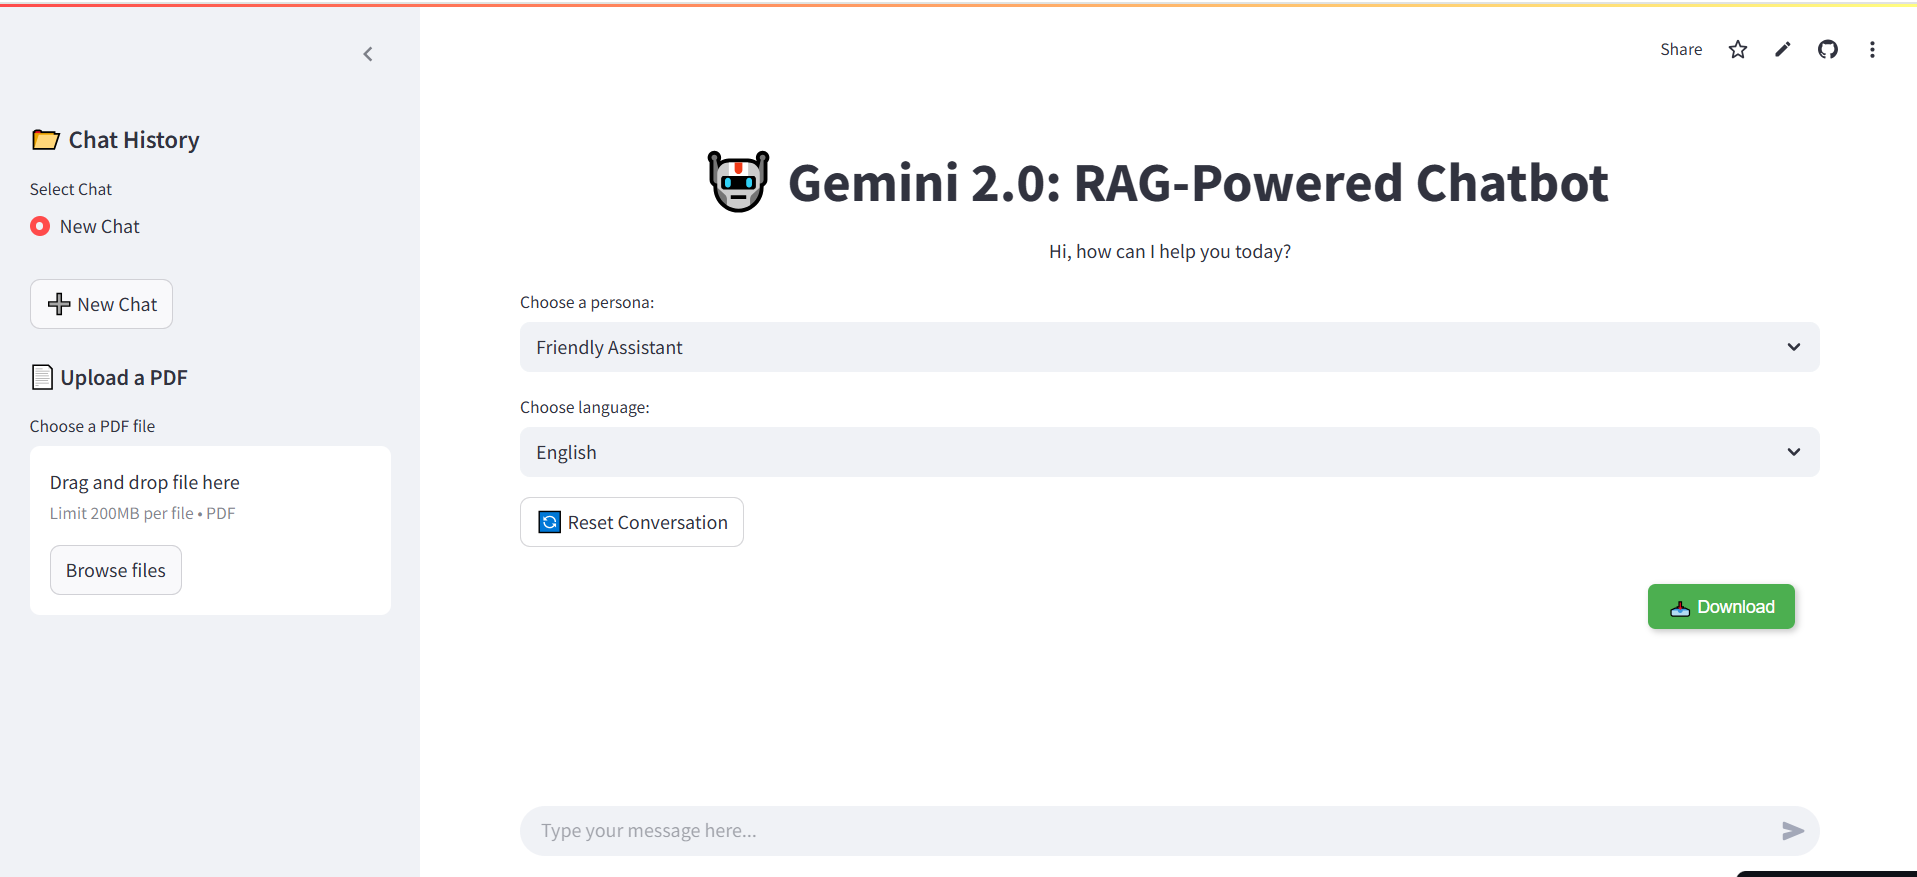 Share
Chat History
Select Chat
New Chat
New Chat
Upload a PDF
Choose a PDF file
Drag and drop file here
Limit 200MB per file • PDF
Browse files
Gemini 2.0: RAG-Powered Chatbot
Hi, how can I help you today?
Choose a persona:
Friendly Assistant
Choose language:
English
Reset Conversation
Download
Type your message here...